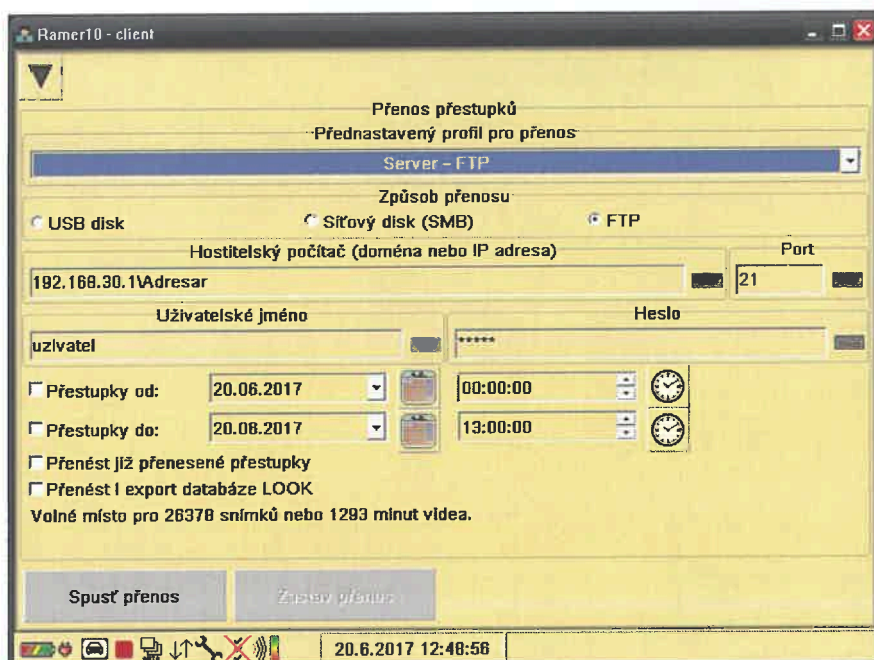 Ramer10 - client
Přenos přestupků
Přednastavený profil pro přenos
Server - FTP
Způsob přenosu
USB disk
Síťový disk (SMB)
FTP
Hostitelský počítač (doména nebo IP adresa)
Port
192.168.30.1\Adresar
21
Uživatelské jméno
Heslo
uzivatel
*****
Přestupky od:
20.06.2017
00:00:00
Přestupky do:
20.06.2017
13:00:00
Přenést již přenesené přestupky
Přenést i export databáze LOOK
Volné místo pro 26378 snímků nebo 1293 minut videa.
Spusť přenos
Zastav přenos
20.6.2017 12:48:56